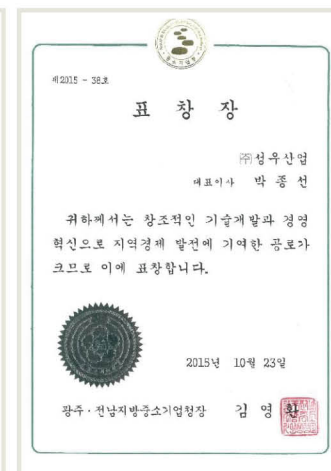 제2015 - 38호
표 창 장
㈜성우산업
대표이사 박 종 선
귀하께서는 창조적인 기술개발과 경영
혁신으로 지역경제 발전에 기여한 공로가
크므로 이에 표창합니다.
2015년 10월 23일
광주·전남지방중소기업청장 김 영 환